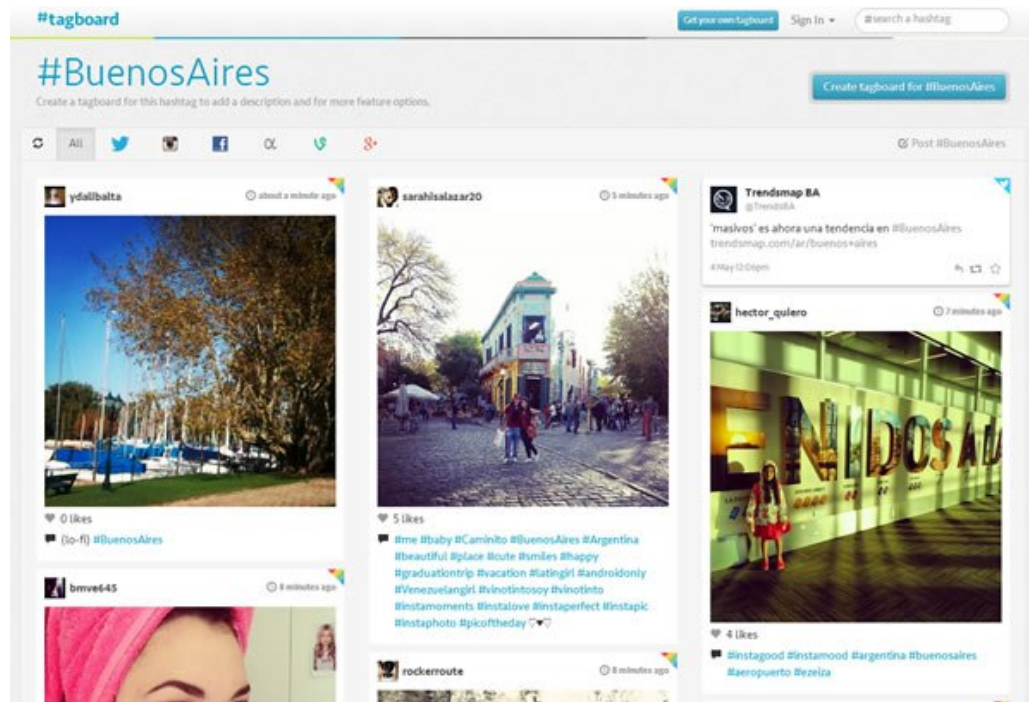 #tagboard
Get your own tagboard
Sign In
#search a hashtag
#BuenosAires
Create a tagboard for this hashtag to add a description and for more feature options.
Create tagboard for #BuenosAires
All
α
8+
Post #BuenosAires
ydalibalta
about a minute ago
0 likes
(lo-fi) #BuenosAires
bmve645
8 minutes ago
sarahisalazar20
5 minutes ago
5 likes
#me #baby #Caminito #BuenosAires #Argentina
#beautiful #place #cute #smiles #happy
#graduationtrip #vacation #latingirl #androidonly
#Venezuelangirl #vinotintosoy #vinotinto
#instamoments #instalove #instaperfect #instapic
#instaphoto #picoftheday ♡♥♡
rockerroute
8 minutes ago
Trendsmap BA
@TrendsBA
'masivos' es ahora una tendencia en #BuenosAires
trendsmap.com/ar/buenos+aires
4 May 12:06pm
hector_quiero
7 minutes ago
ENIDOS A LA
4 likes
#instagood #instamood #argentina #buenosaires
#aeropuerto #ezeiza